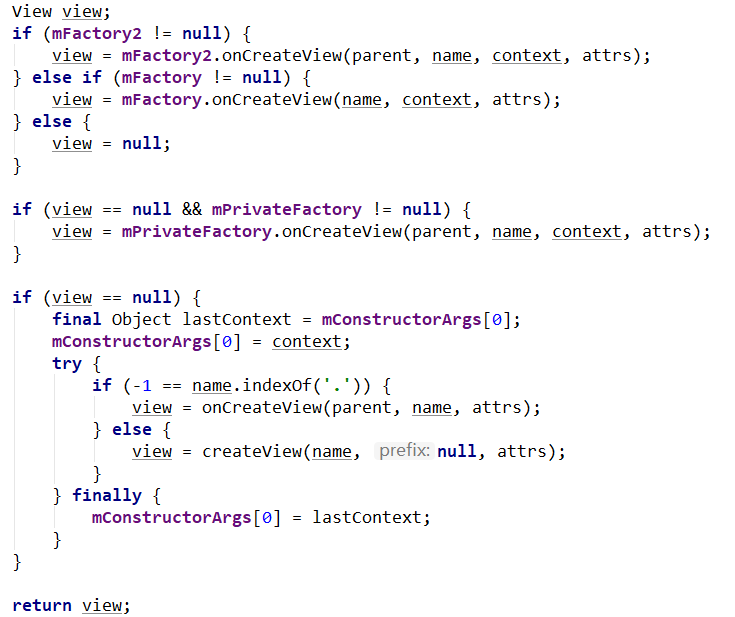 View view;
if (mFactory2 != null) {
    view = mFactory2.onCreateView(parent, name, context, attrs);
} else if (mFactory != null) {
    view = mFactory.onCreateView(name, context, attrs);
} else {
    view = null;
}

if (view == null && mPrivateFactory != null) {
    view = mPrivateFactory.onCreateView(parent, name, context, attrs);
}

if (view == null) {
    final Object lastContext = mConstructorArgs[0];
    mConstructorArgs[0] = context;
    try {
        if (-1 == name.indexOf('.')) {
            view = onCreateView(parent, name, attrs);
        } else {
            view = createView(name, prefix: null, attrs);
        }
    } finally {
        mConstructorArgs[0] = lastContext;
    }
}

return view;